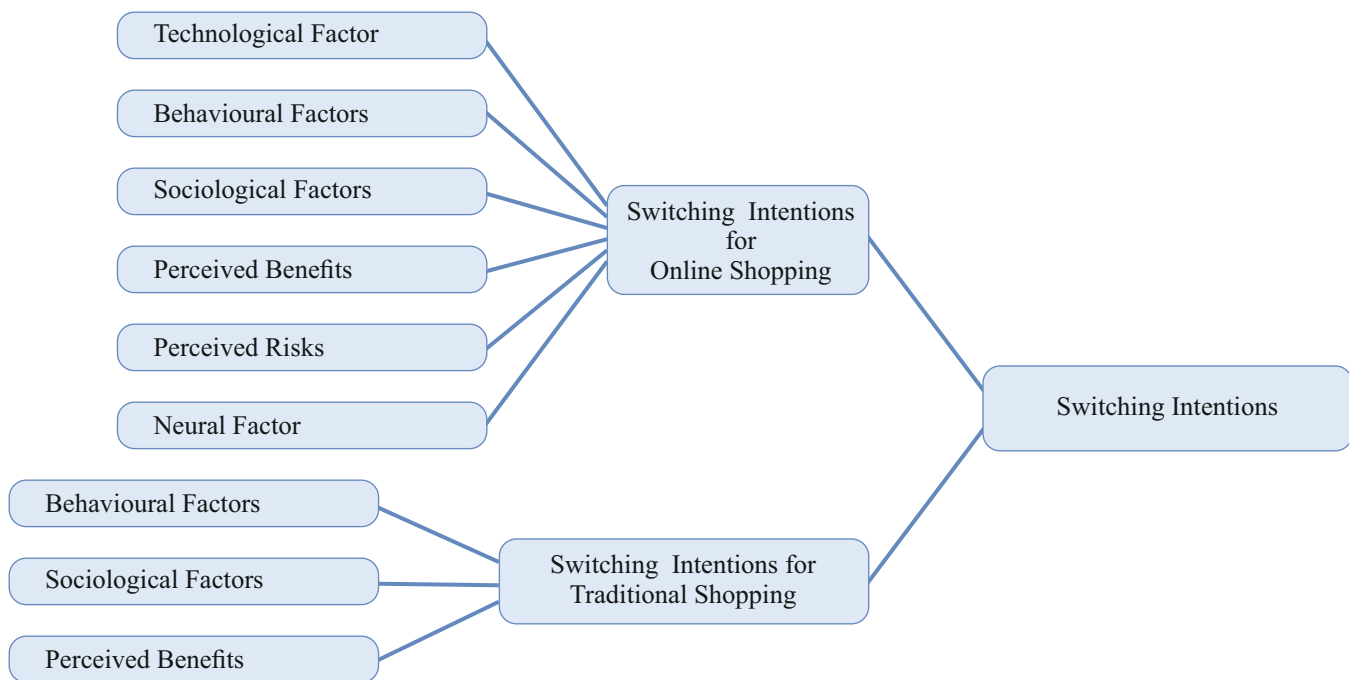 Technological Factor
Behavioural Factors
Sociological Factors
Perceived Benefits
Perceived Risks
Neural Factor
Switching Intentions
for
Online Shopping
Switching Intentions
Behavioural Factors
Sociological Factors
Perceived Benefits
Switching Intentions for
Traditional Shopping